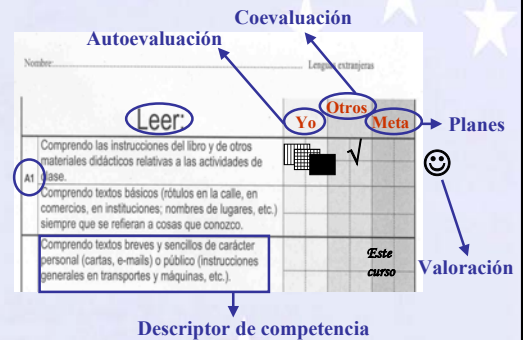 Coevaluación
Autoevaluación
Nombre: Lenguas extranjeras
Leer:
Yo
Otros
Meta
Planes
A1
Comprendo las instrucciones del libro y de otros
materiales didácticos relativas a las actividades de
clase.
√
Comprendo textos básicos (rótulos en la calle, en
comercios, en instituciones; nombres de lugares, etc.)
siempre que se refieran a cosas que conozco.
Comprendo textos breves y sencillos de carácter
personal (cartas, e-mails) o público (instrucciones
generales en transportes y máquinas, etc.).
Este
curso
Valoración
Descriptor de competencia